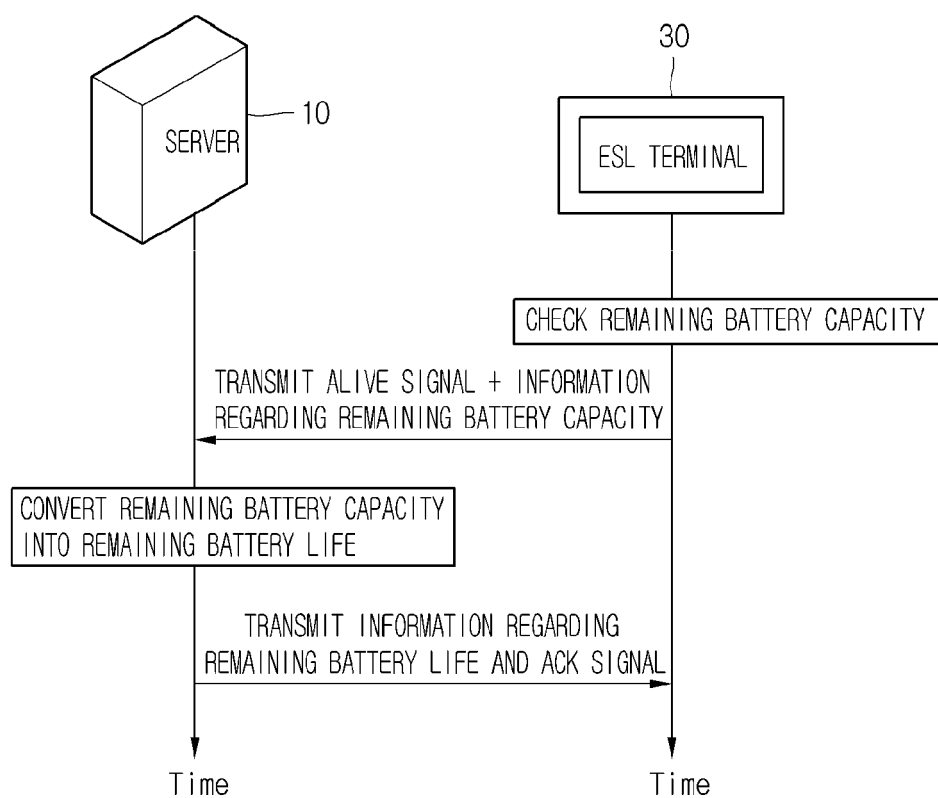 30
10
SERVER
ESL TERMINAL
CHECK REMAINING BATTERY CAPACITY
TRANSMIT ALIVE SIGNAL + INFORMATION
REGARDING REMAINING BATTERY CAPACITY
CONVERT REMAINING BATTERY CAPACITY
INTO REMAINING BATTERY LIFE
TRANSMIT INFORMATION REGARDING
REMAINING BATTERY LIFE AND ACK SIGNAL
Time
Time